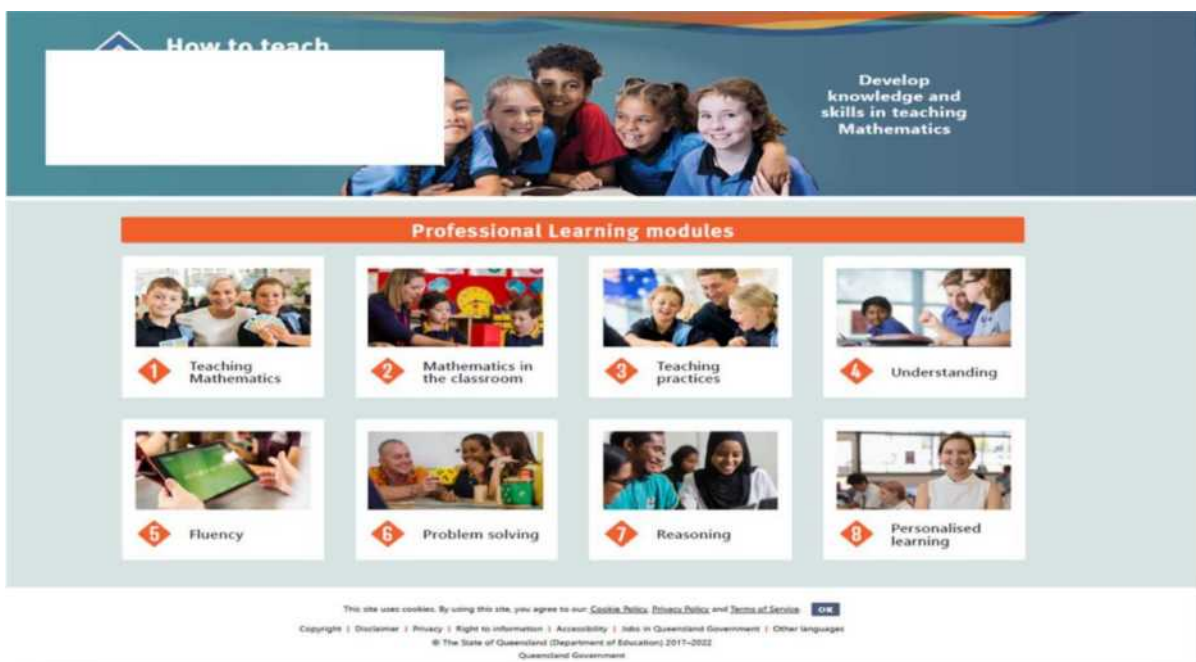 How to teach
Develop
knowledge and
skills in teaching
Mathematics
Professional Learning modules
1 Teaching
Mathematics
2 Mathematics in
the classroom
3 Teaching
practices
4 Understanding
5 Fluency
6 Problem solving
7 Reasoning
8 Personalised
learning
This site uses cookies. By using this site, you agree to our Cookie Policy, Privacy Policy and Terms of Service. OK
Copyright | Disclaimer | Privacy | Right to information | Accessibility | Jobs in Queensland Government | Other languages
© The State of Queensland (Department of Education) 2017–2022
Queensland Government